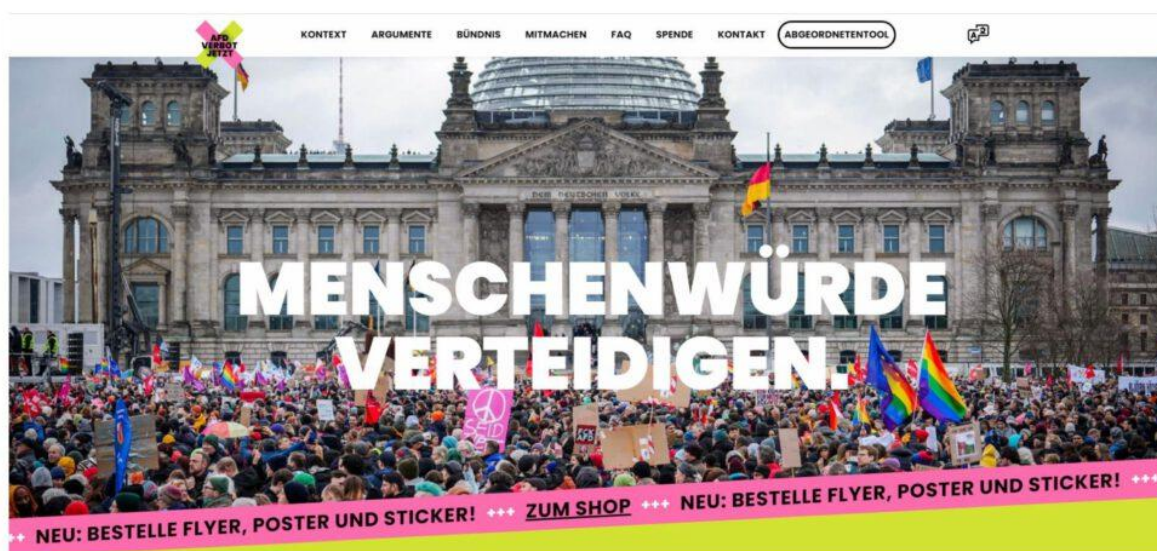 AFD
VERBOT
JETZT
KONTEXT ARGUMENTE BÜNDNIS MITMACHEN FAQ SPENDE KONTAKT ABGEORDNETENTOOL
DEM DEUTSCHEN VOLKE
MENSCHENWÜRDE
VERTEIDIGEN.
++ NEU: BESTELLE FLYER, POSTER UND STICKER! +++ ZUM SHOP +++ NEU: BESTELLE FLYER, POSTER UND STICKER! +++